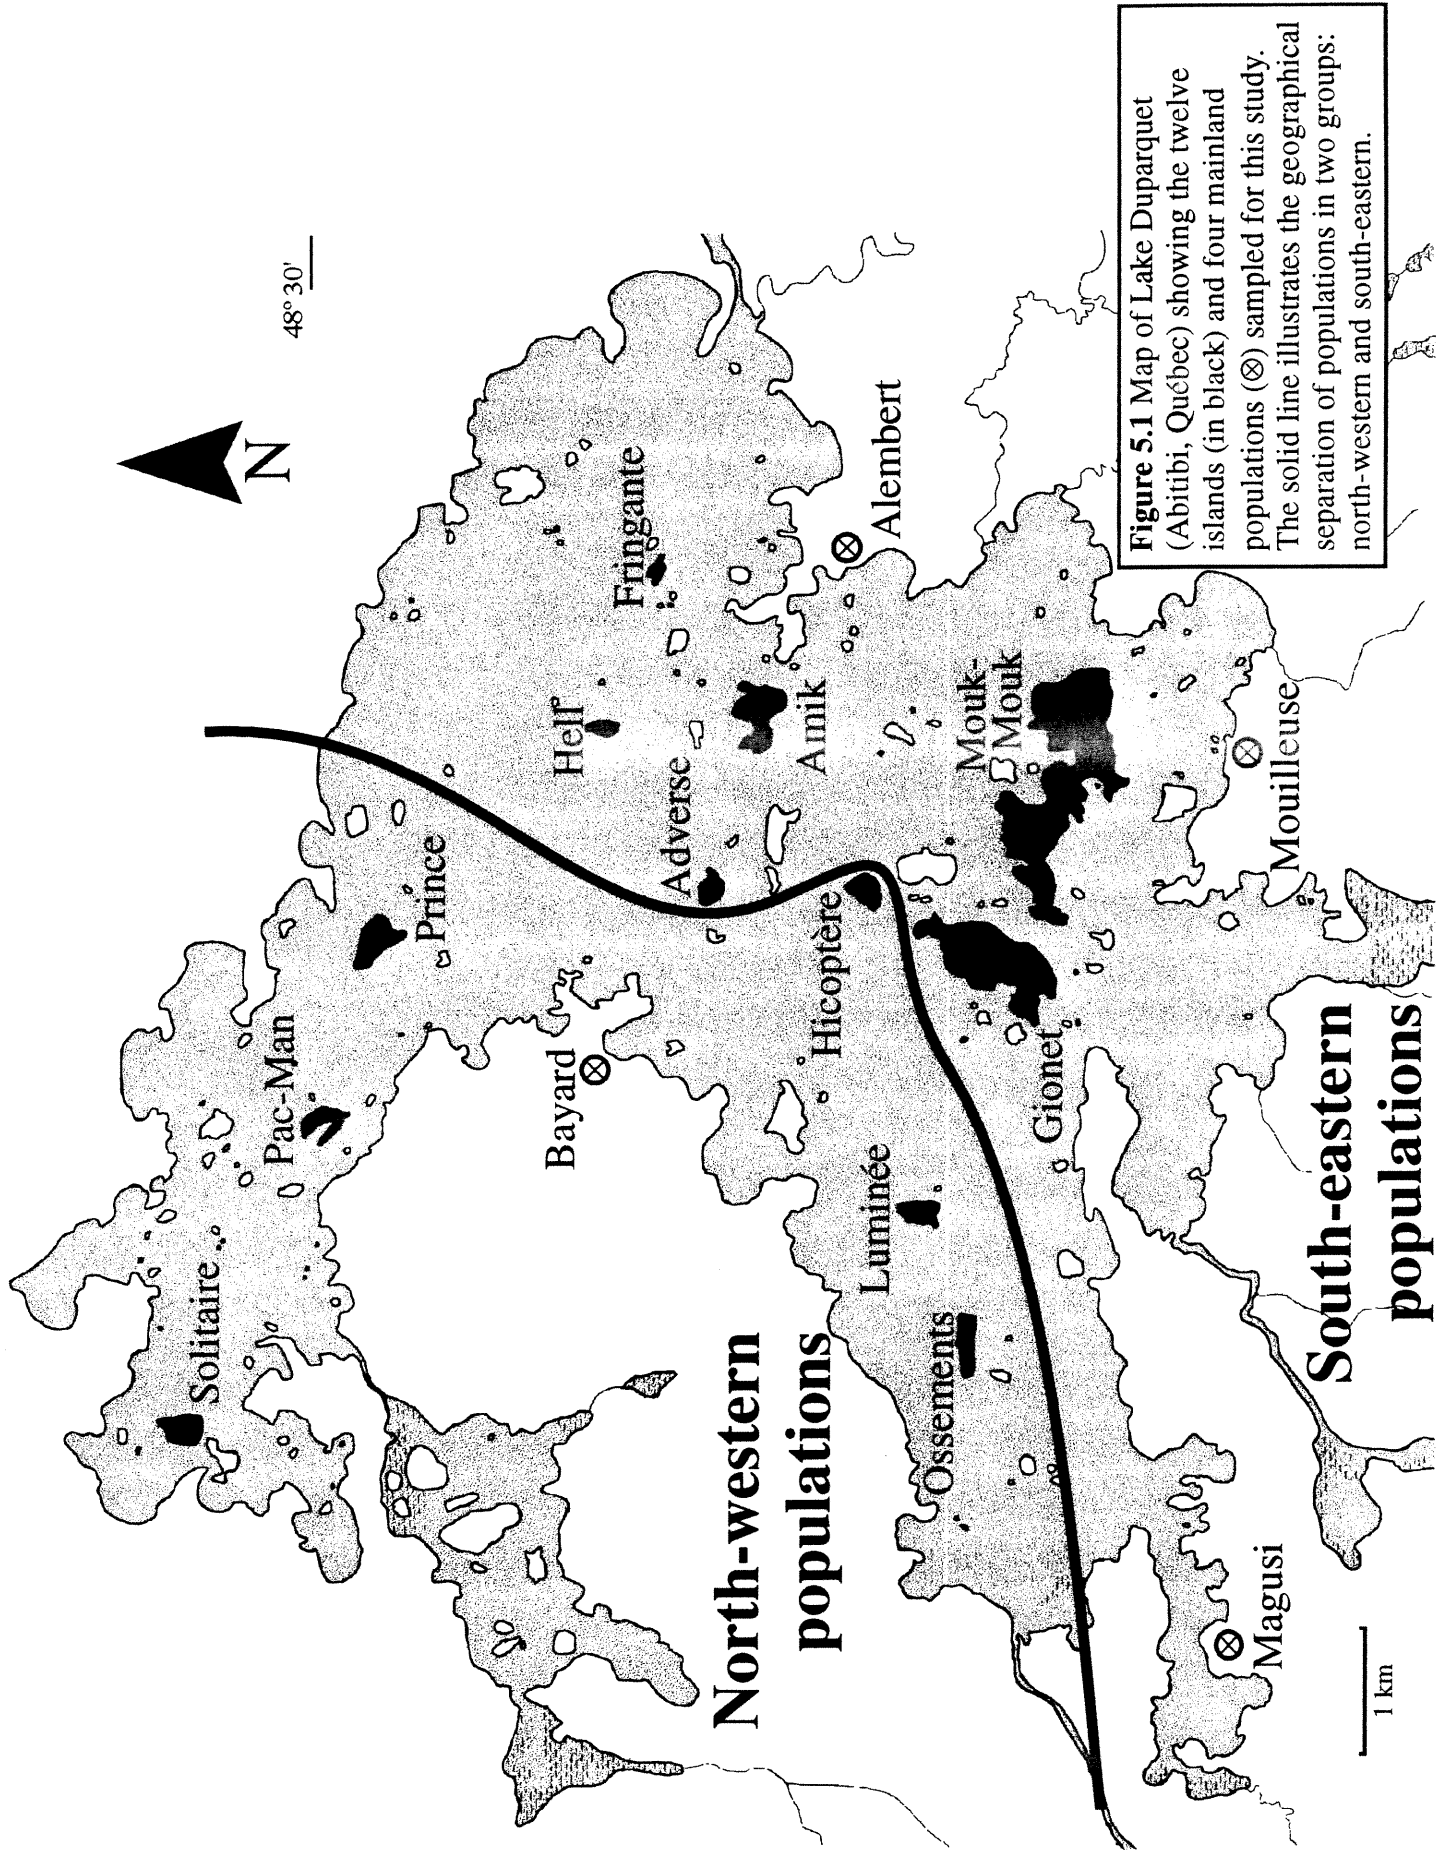 48°30'
N
Solitaire
Pac-Man
Prince
Bayard
Hell
Fringante
Adverse
Amik
Alembert
Hicoptère
Luminée
Ossements
Mouk-
Mouk
Gionet
Mouilleuse
Magusi
North-western
populations
South-eastern
populations
1 km
Figure 5.1 Map of Lake Duparquet
(Abitibi, Québec) showing the twelve
islands (in black) and four mainland
populations (⊗) sampled for this study.
The solid line illustrates the geographical
separation of populations in two groups:
north-western and south-eastern.